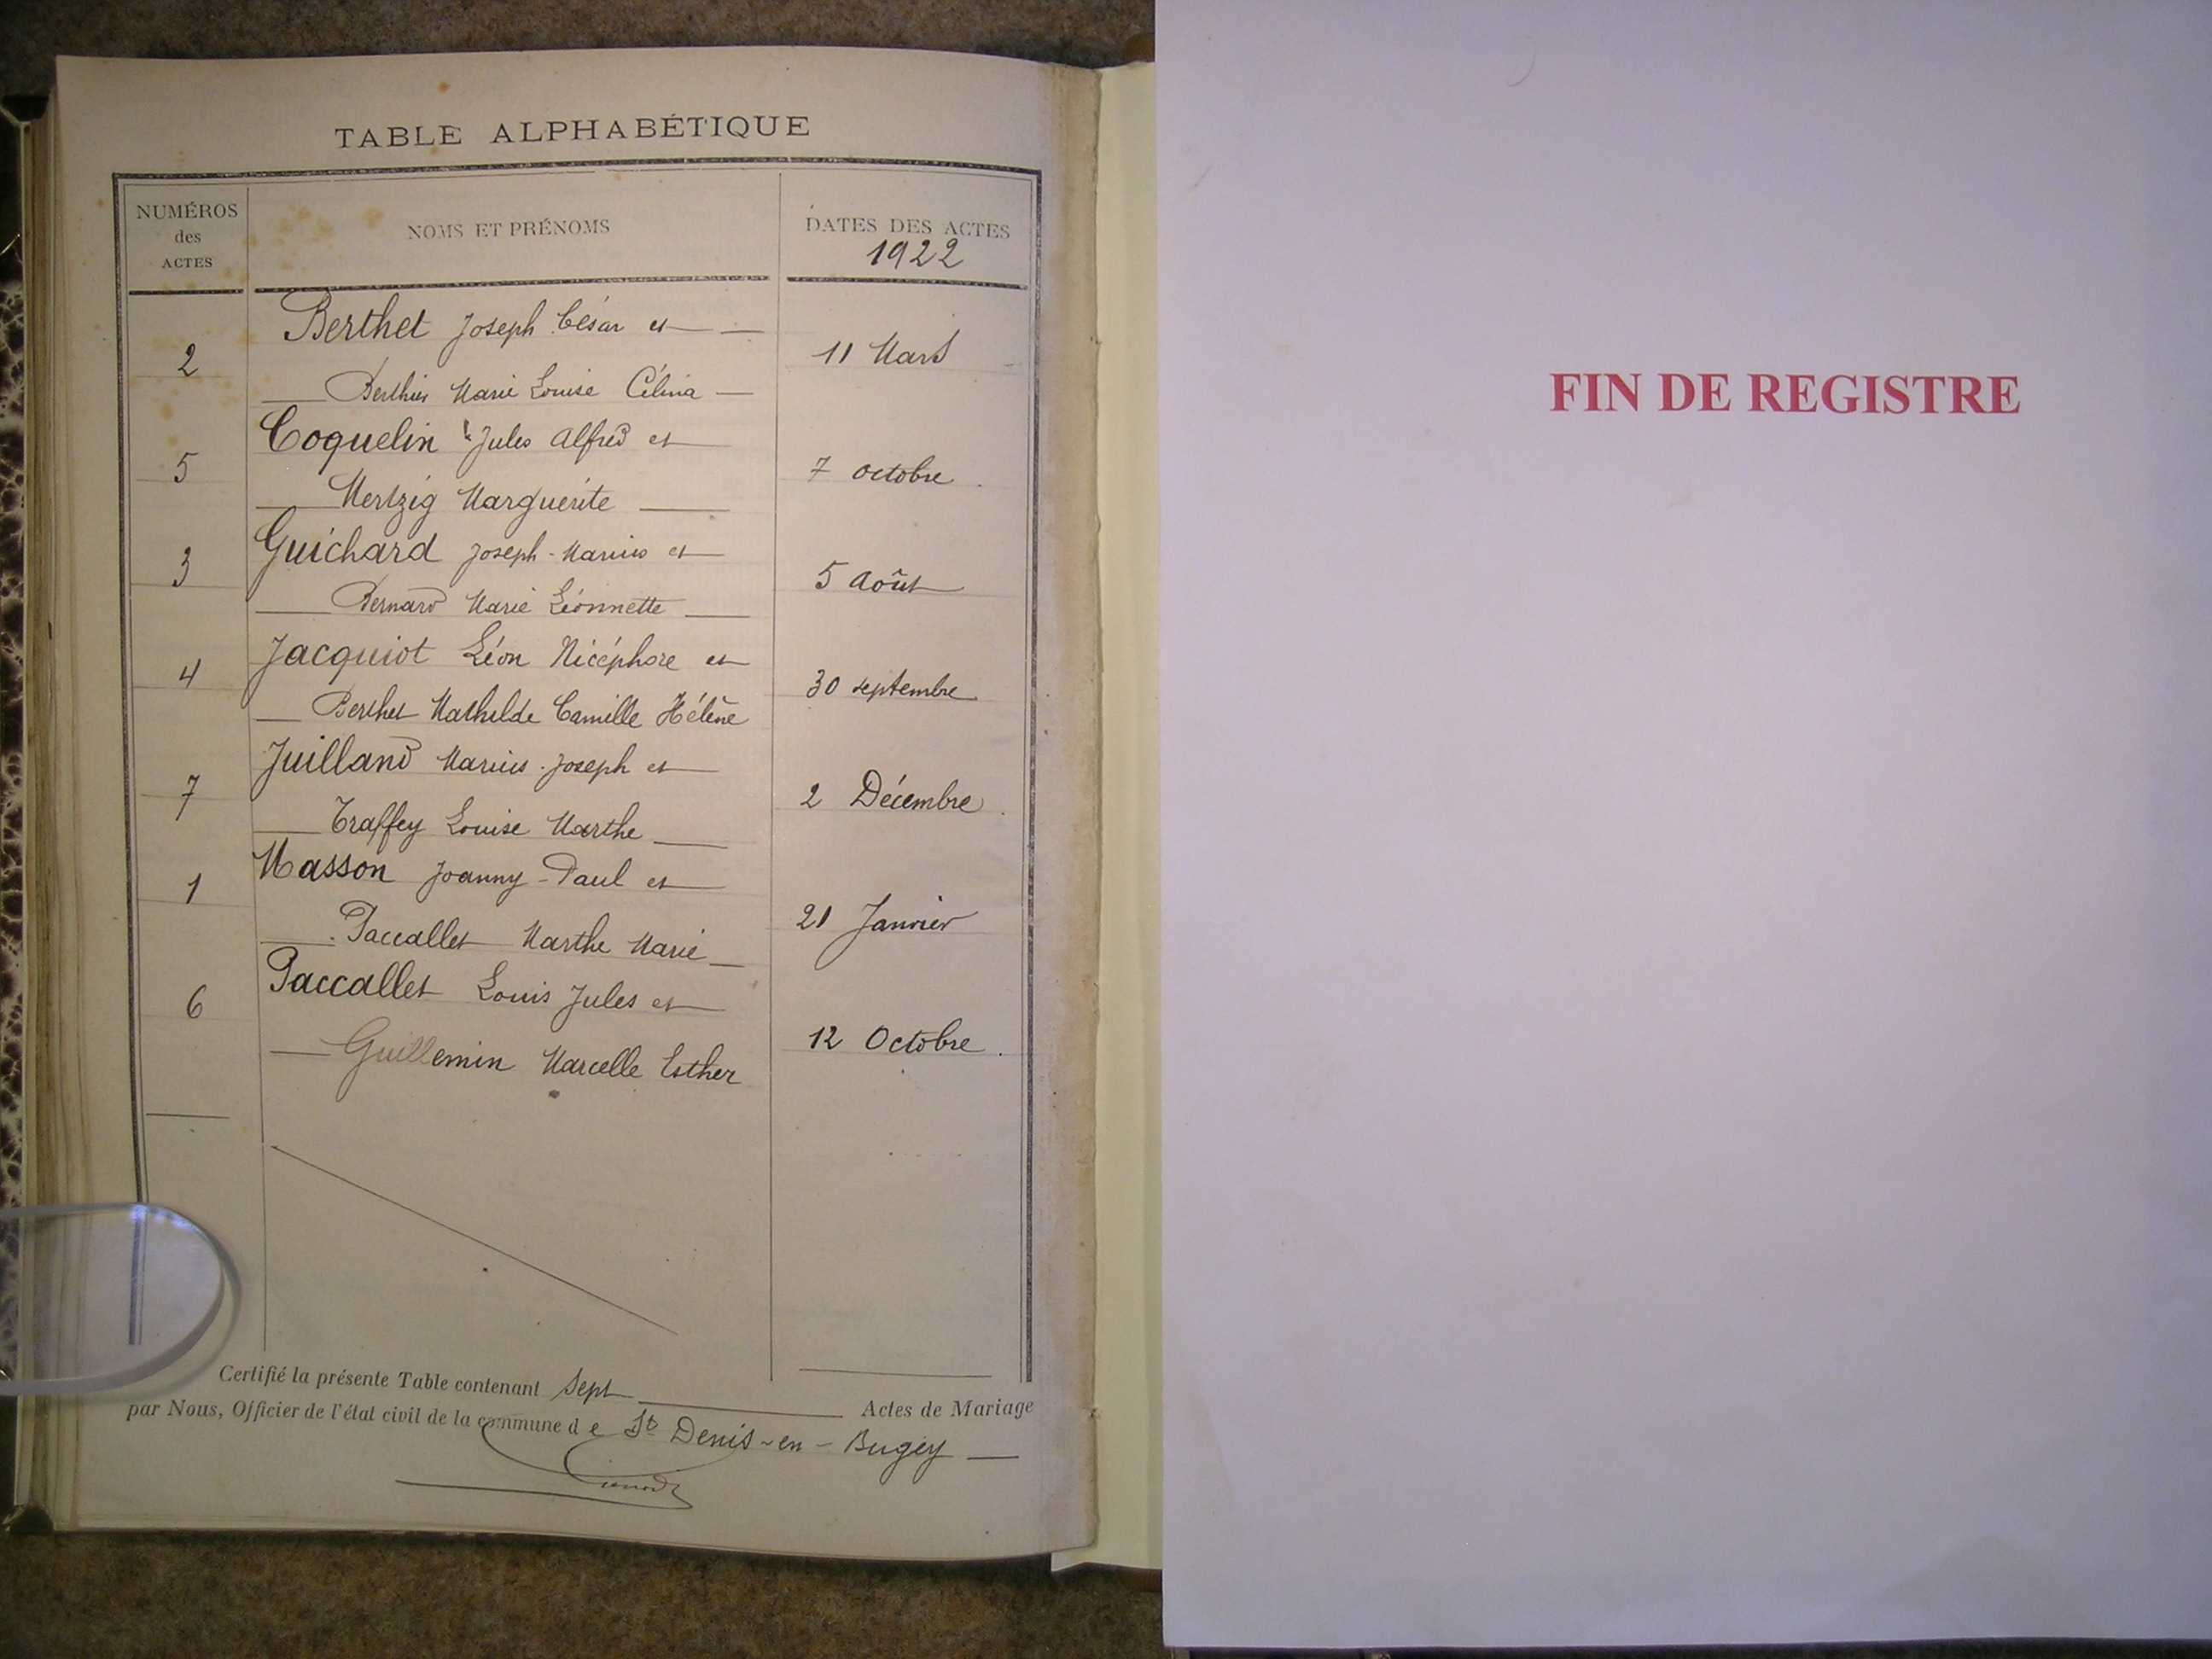 TABLE ALPHABÉTIQUE
NUMÉROS
des
ACTES
NOMS ET PRÉNOMS
DATES DES ACTES
1922
Berthet Joseph César et
2
11 Mars
Berthier Marie Louise Célina
Coquelin Jules Alfred et
5
7 octobre
Hertzig Marguerite
Guichard Joseph-Marius et
3
5 Août
Bernard Marie Léonnette
Jacquiot Léon Nicéphore et
4
30 septembre
Berthet Mathilde Camille Hélène
Juilland Marius-Joseph et
7
2 Décembre
Traffey Louise Marthe
Masson Joanny-Paul et
1
21 Janvier
Paccallet Marthe Marie
Paccallet Louis Jules et
6
12 Octobre
Guillemin Marcelle Esther
Certifié la présente Table contenant sept Actes de Mariage
par Nous, Officier de l'état civil de la commune de St Denis-en-Bugey
FIN DE REGISTRE